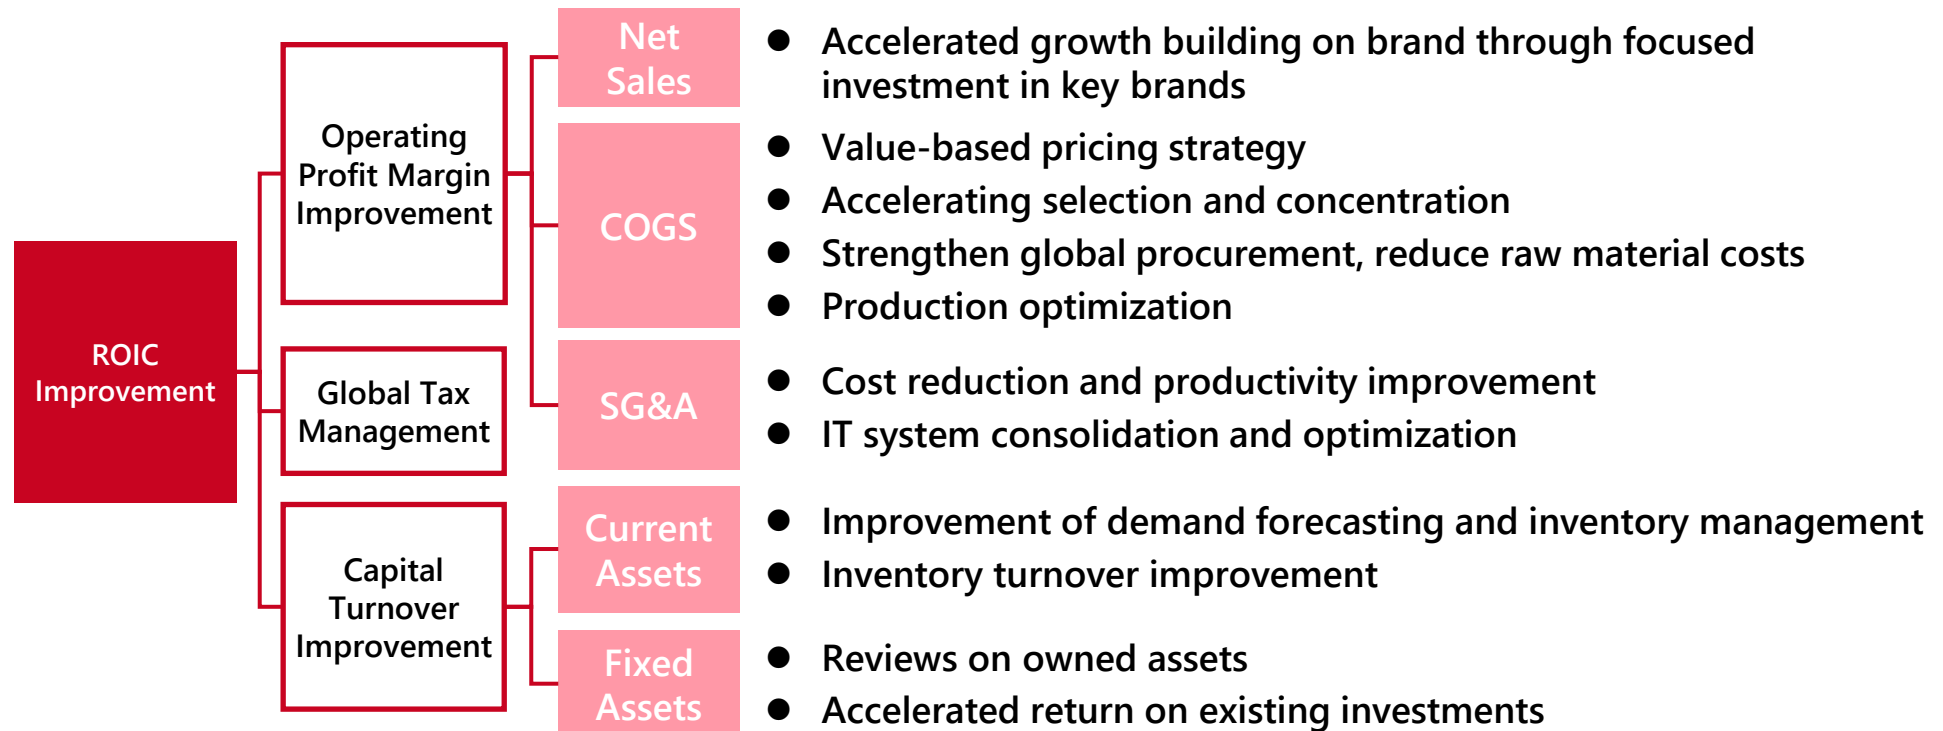 ROIC
Improvement
Operating
Profit Margin
Improvement
Global Tax
Management
Capital
Turnover
Improvement
Net
Sales
● Accelerated growth building on brand through focused
investment in key brands
COGS
● Value-based pricing strategy
● Accelerating selection and concentration
● Strengthen global procurement, reduce raw material costs
● Production optimization
SG&A
● Cost reduction and productivity improvement
● IT system consolidation and optimization
Current
Assets
● Improvement of demand forecasting and inventory management
● Inventory turnover improvement
Fixed
Assets
● Reviews on owned assets
● Accelerated return on existing investments